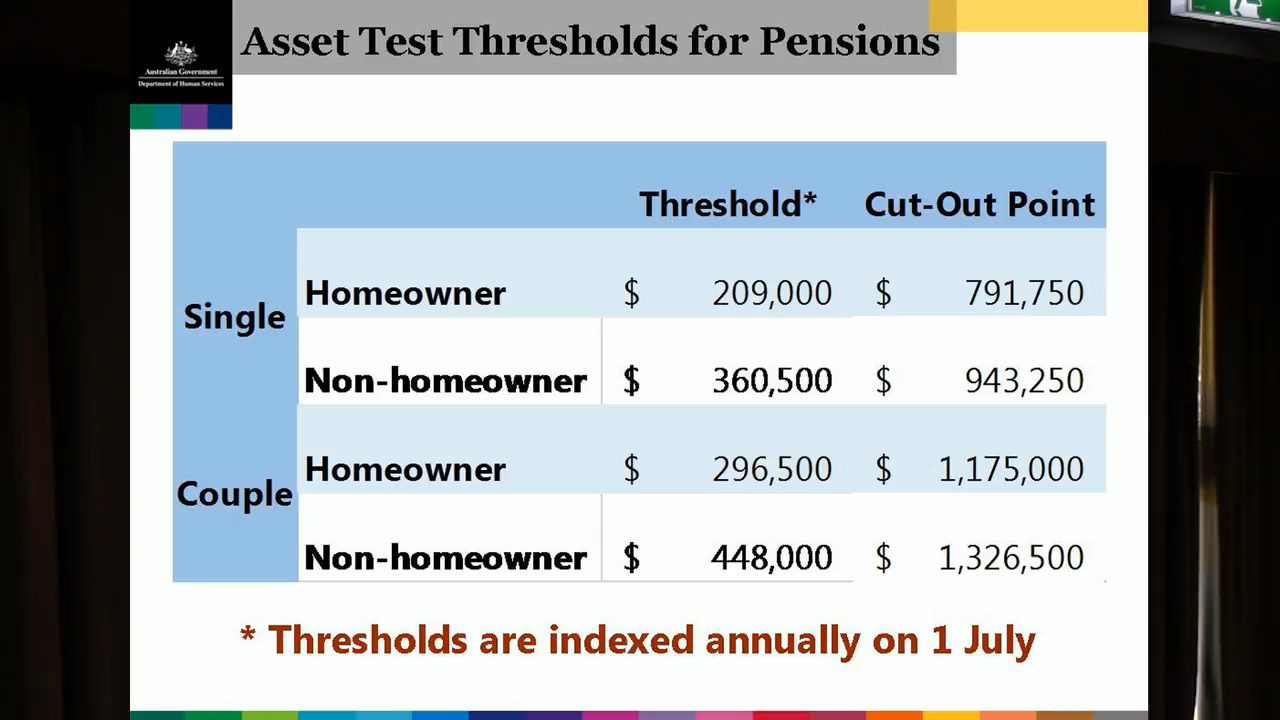 Asset Test Thresholds for Pensions
Australian Government
Department of Human Services
Threshold* Cut-Out Point
Single
Homeowner $ 209,000 $ 791,750
Non-homeowner $ 360,500 $ 943,250
Couple
Homeowner $ 296,500 $ 1,175,000
Non-homeowner $ 448,000 $ 1,326,500
* Thresholds are indexed annually on 1 July